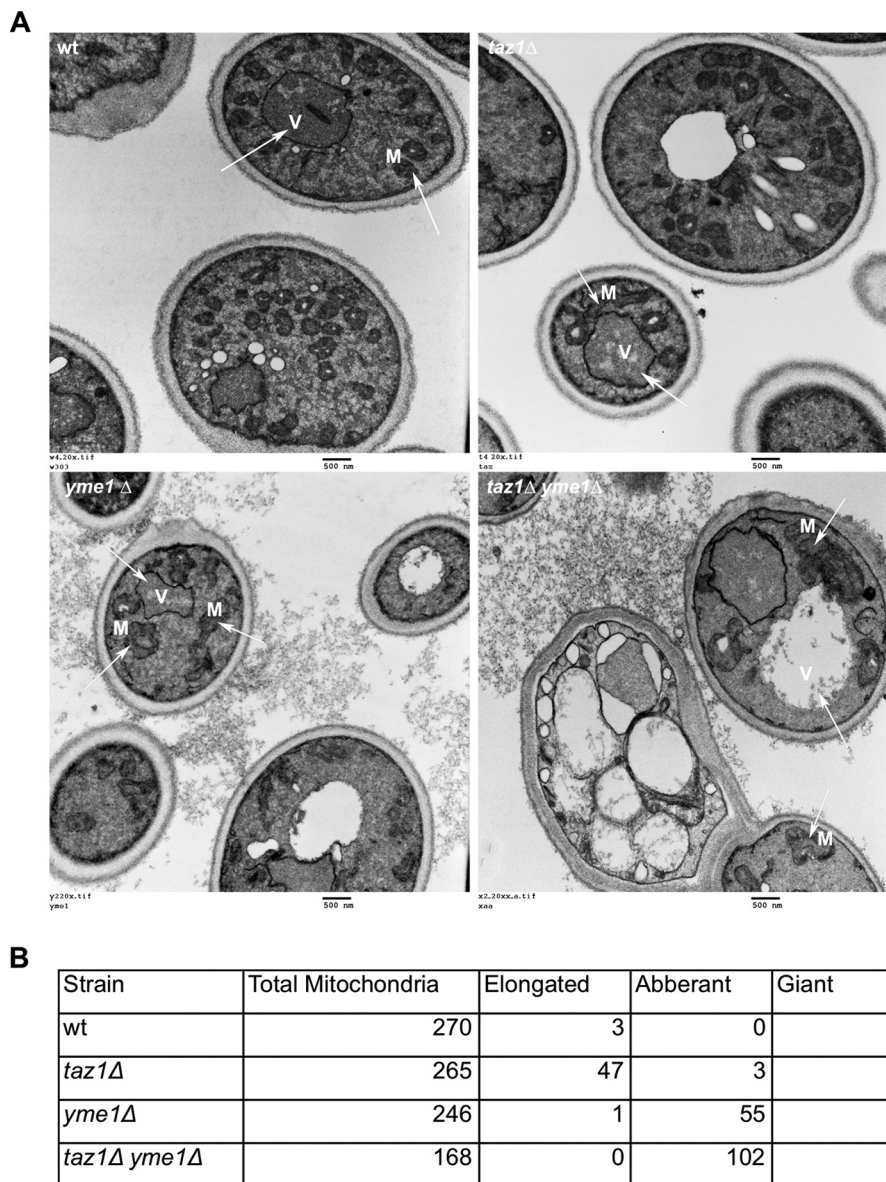 A
wt
V
M
w4.20x.tif
w303
500 nm
taz1Δ
M
V
t4 20x.tif
taz
500 nm
yme1 Δ
V
M
M
y220x.tif
yme1
500 nm
taz1Δ yme1Δ
M
V
M
x2.20xx.a.tif
xaa
500 nm
B
Strain Total Mitochondria Elongated Abberant Giant
wt 270 3 0
taz1Δ 265 47 3
yme1Δ 246 1 55
taz1Δ yme1Δ 168 0 102